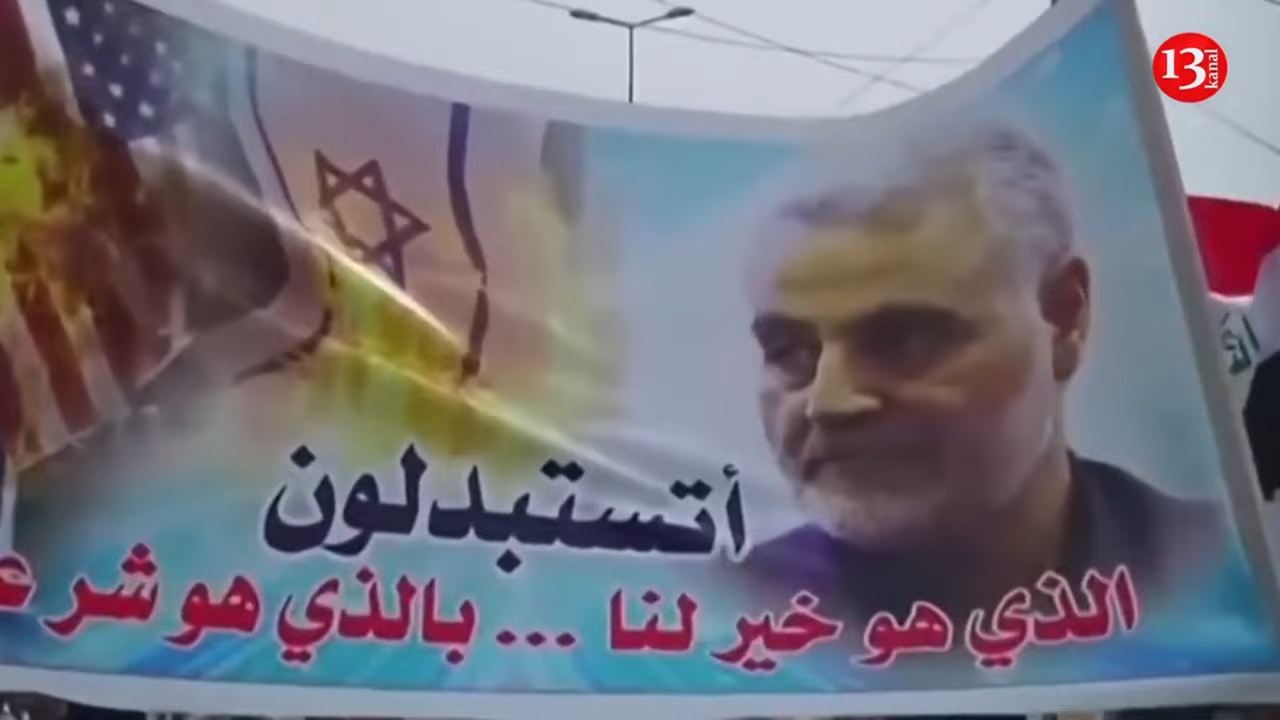 13
kanal
أتستبدلون
الذي هو خير لنا ... بالذي هو شر